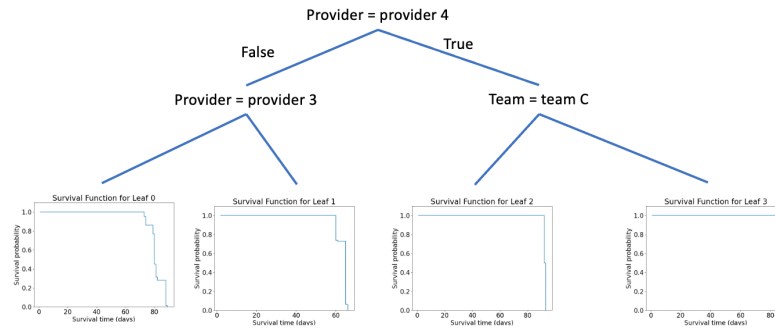 Provider = provider 4
False
True
Provider = provider 3
Team = team C
Survival Function for Leaf 0
1.0
0.8
0.6
0.4
0.2
0.0
Survival probability
0 20 40 60 80
Survival time (days)
Survival Function for Leaf 1
1.0
0.8
0.6
0.4
0.2
0.0
Survival probability
0 20 40 60
Survival time (days)
Survival Function for Leaf 2
1.0
0.8
0.6
0.4
0.2
0.0
Survival probability
0 20 40 60 80
Survival time (days)
Survival Function for Leaf 3
1.0
0.8
0.6
0.4
0.2
0.0
Survival probability
0 20 40 60 80
Survival time (days)